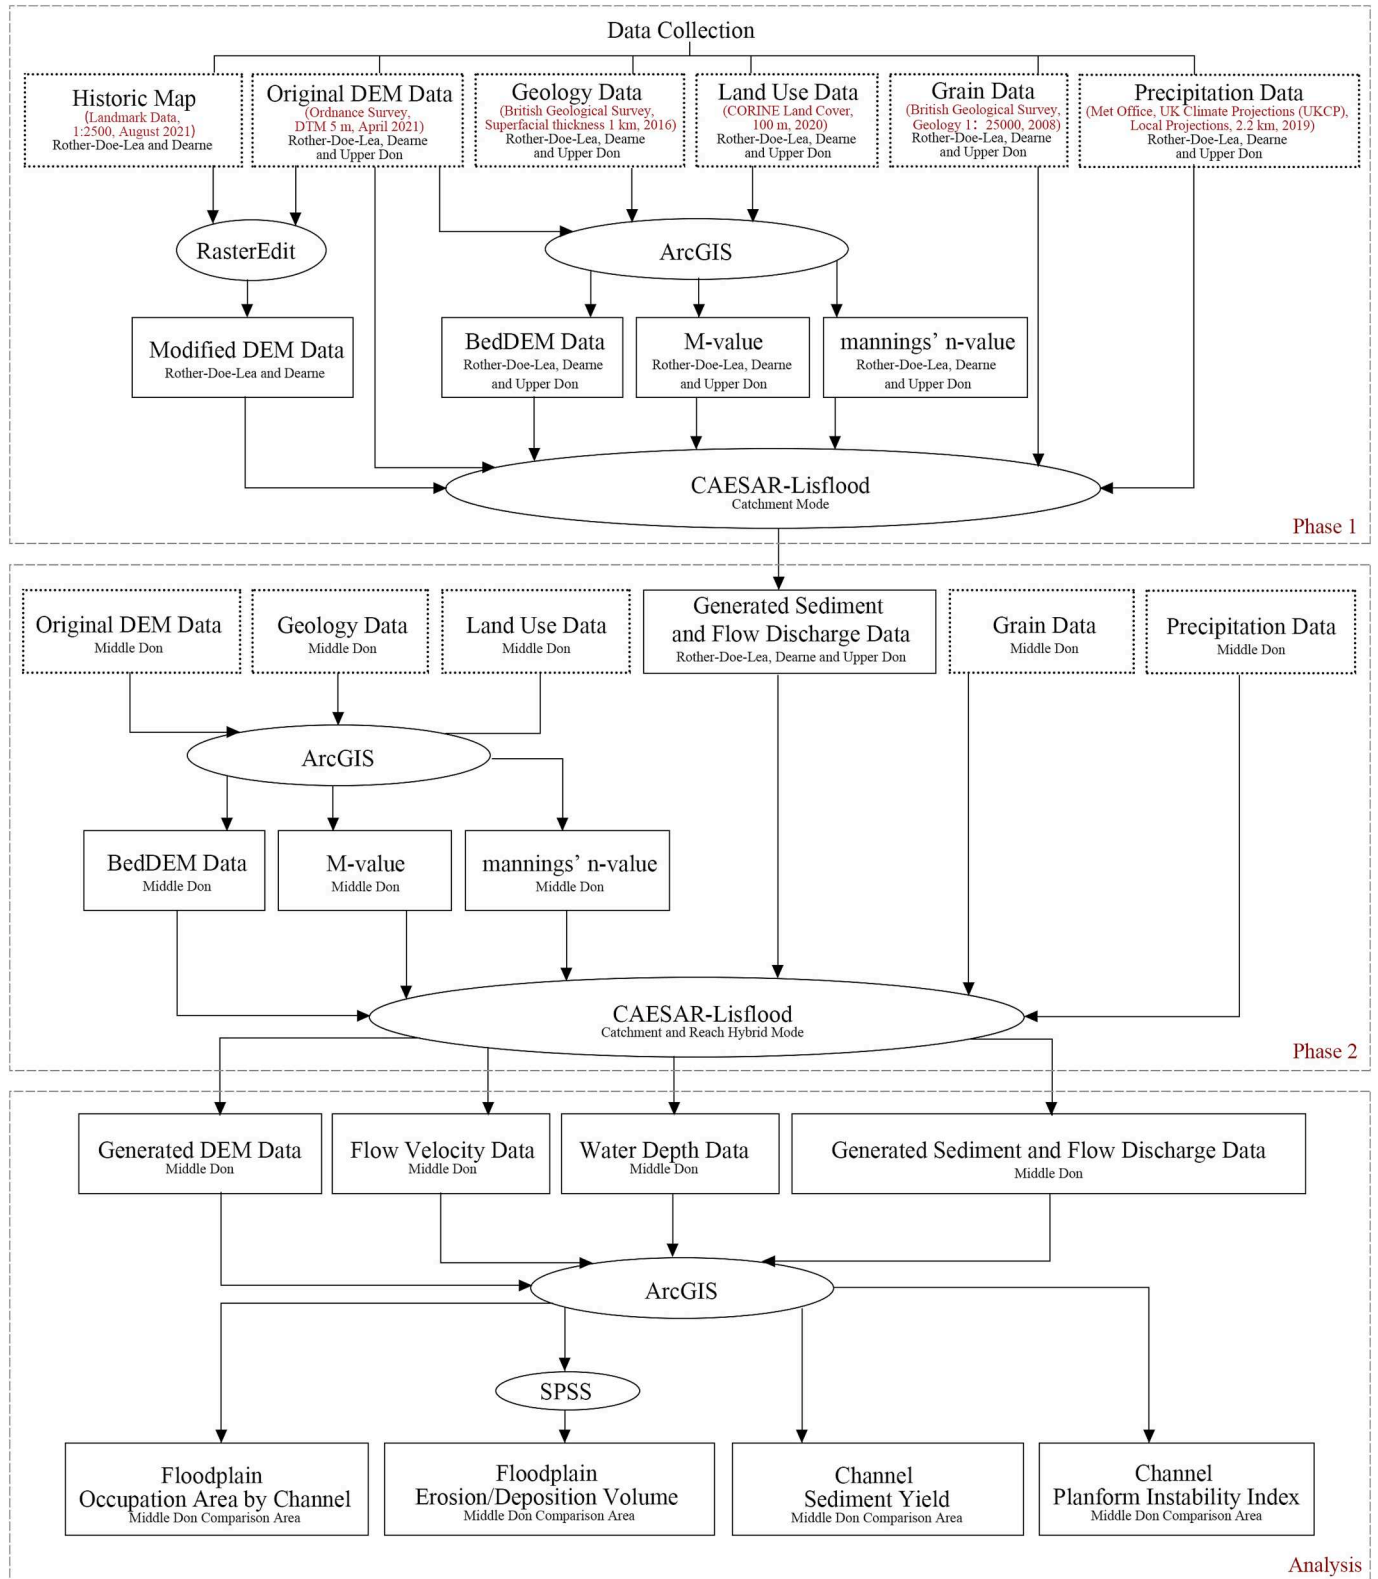 Data Collection
Historic Map
(Landmark Data,
1:2500, August 2021)
Rother-Doe-Lea and Dearne
Original DEM Data
(Ordnance Survey,
DTM 5 m, April 2021)
Rother-Doe-Lea, Dearne
and Upper Don
Geology Data
(British Geological Survey,
Superfacial thickness 1 km, 2016)
Rother-Doe-Lea, Dearne
and Upper Don
Land Use Data
(CORINE Land Cover,
100 m, 2020)
Rother-Doe-Lea, Dearne
and Upper Don
Grain Data
(British Geological Survey,
Geology 1：25000, 2008)
Rother-Doe-Lea, Dearne
and Upper Don
Precipitation Data
(Met Office, UK Climate Projections (UKCP),
Local Projections, 2.2 km, 2019)
Rother-Doe-Lea, Dearne
and Upper Don
RasterEdit
ArcGIS
Modified DEM Data
Rother-Doe-Lea and Dearne
BedDEM Data
Rother-Doe-Lea, Dearne
and Upper Don
M-value
Rother-Doe-Lea, Dearne
and Upper Don
mannings’ n-value
Rother-Doe-Lea, Dearne
and Upper Don
CAESAR-Lisflood
Catchment Mode
Phase 1
Original DEM Data
Middle Don
Geology Data
Middle Don
Land Use Data
Middle Don
Generated Sediment
and Flow Discharge Data
Rother-Doe-Lea, Dearne and Upper Don
Grain Data
Middle Don
Precipitation Data
Middle Don
ArcGIS
BedDEM Data
Middle Don
M-value
Middle Don
mannings’ n-value
Middle Don
CAESAR-Lisflood
Catchment and Reach Hybrid Mode
Phase 2
Generated DEM Data
Middle Don
Flow Velocity Data
Middle Don
Water Depth Data
Middle Don
Generated Sediment and Flow Discharge Data
Middle Don
ArcGIS
SPSS
Floodplain
Occupation Area by Channel
Middle Don Comparison Area
Floodplain
Erosion/Deposition Volume
Middle Don Comparison Area
Channel
Sediment Yield
Middle Don Comparison Area
Channel
Planform Instability Index
Middle Don Comparison Area
Analysis